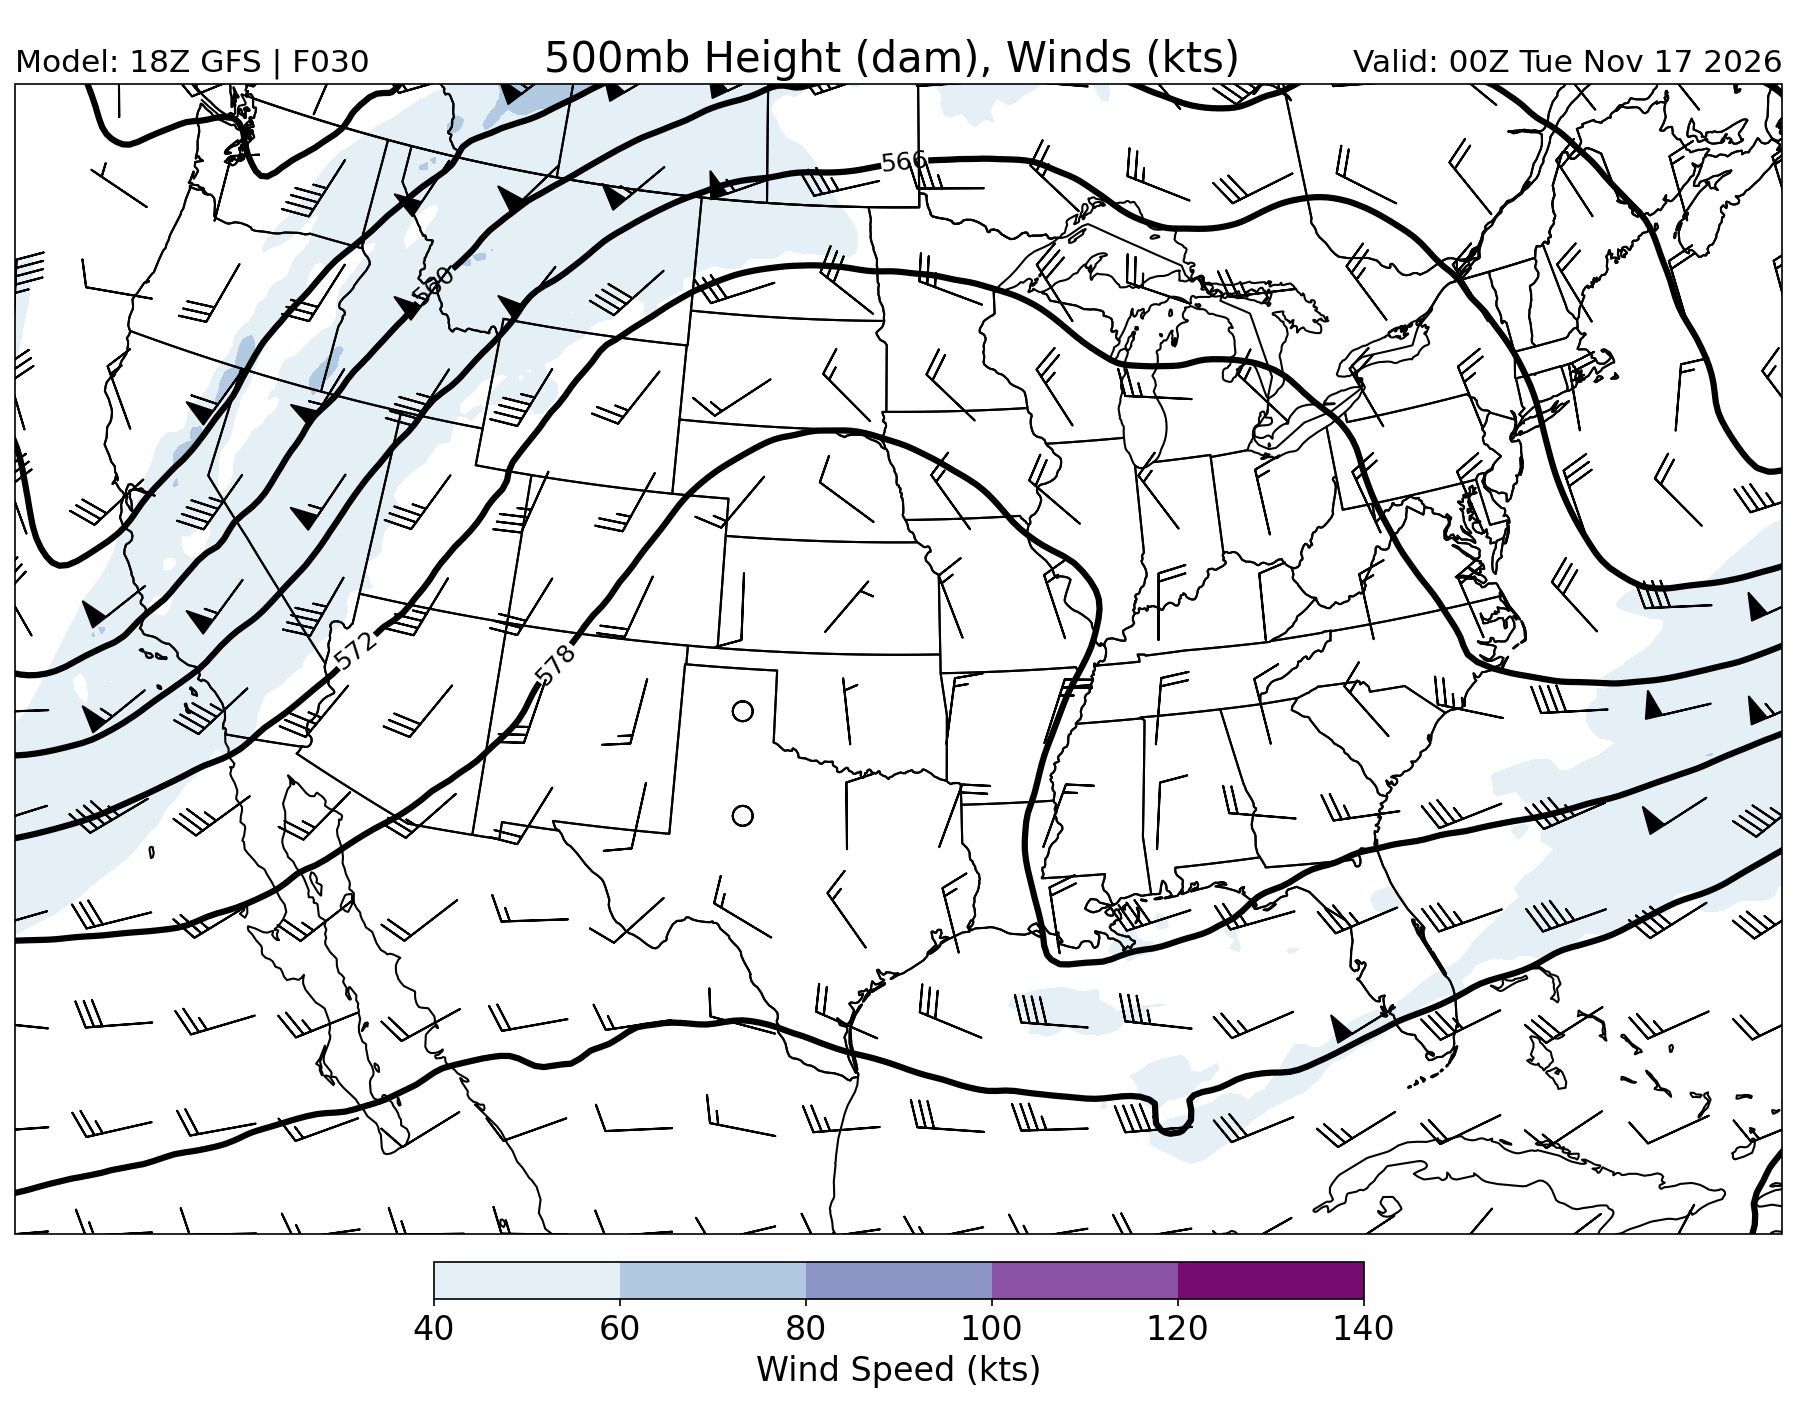 Model: 18Z GFS | F030
500mb Height (dam), Winds (kts)
Valid: 00Z Tue Nov 17 2026
566
560
572
578
40 60 80 100 120 140
Wind Speed (kts)